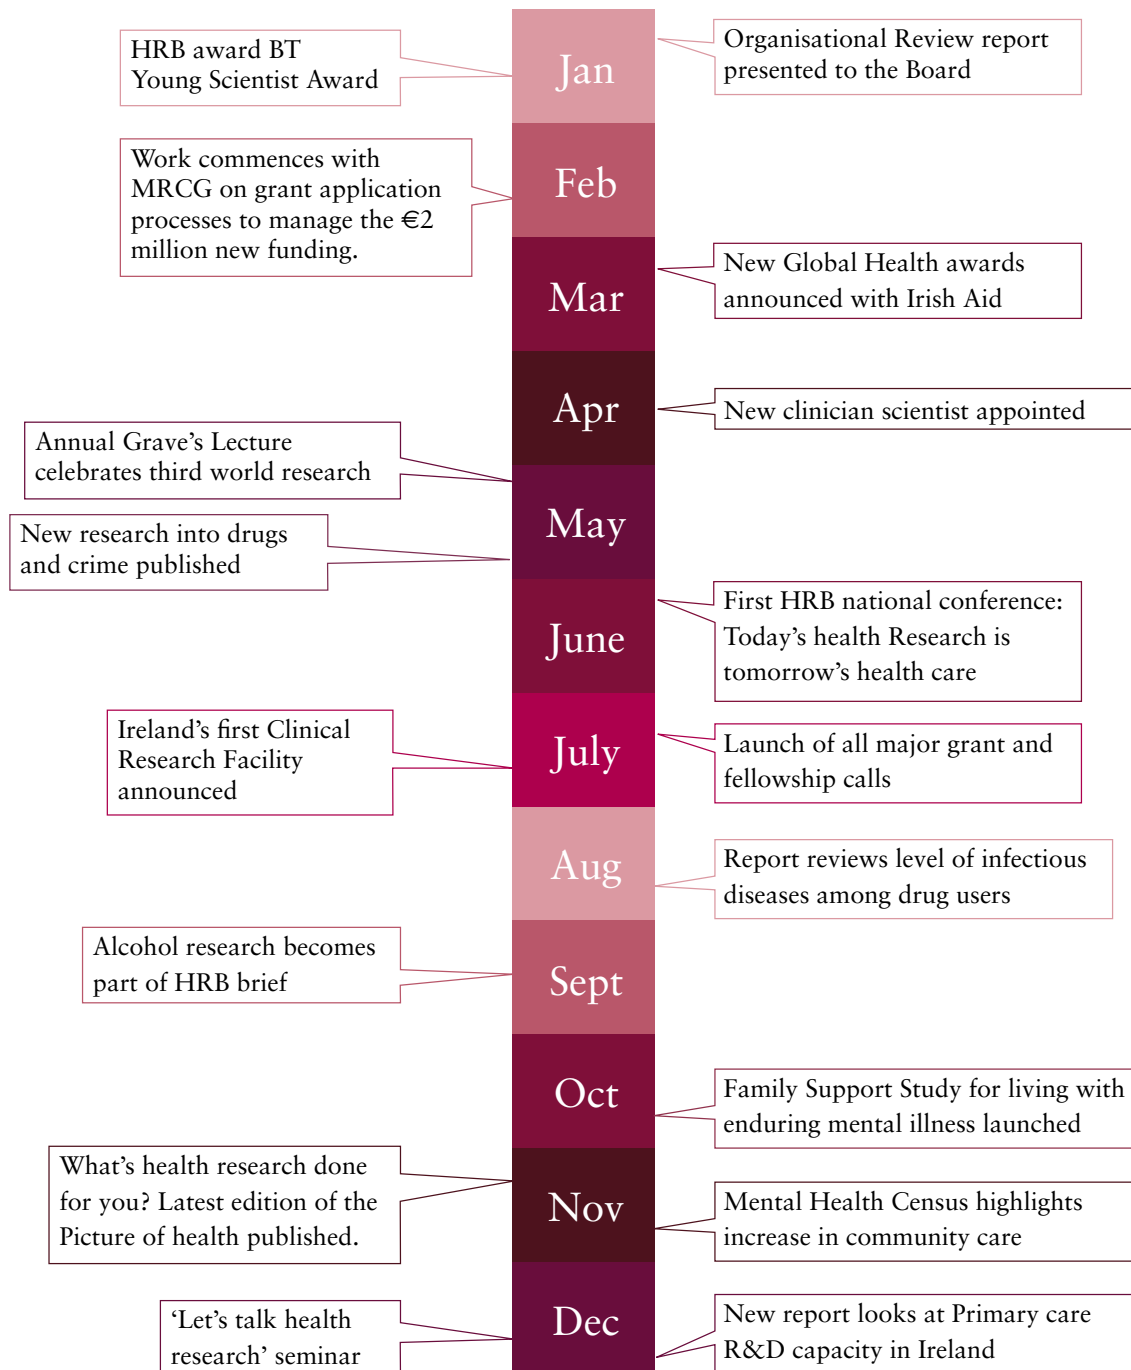 HRB award BT
Young Scientist Award
Jan
Organisational Review report
presented to the Board
Work commences with
MRCG on grant application
processes to manage the €2
million new funding.
Feb
Mar
New Global Health awards
announced with Irish Aid
Apr
New clinician scientist appointed
Annual Grave’s Lecture
celebrates third world research
May
New research into drugs
and crime published
June
First HRB national conference:
Today’s health Research is
tomorrow’s health care
Ireland’s first Clinical
Research Facility
announced
July
Launch of all major grant and
fellowship calls
Aug
Report reviews level of infectious
diseases among drug users
Alcohol research becomes
part of HRB brief
Sept
Oct
Family Support Study for living with
enduring mental illness launched
What’s health research done
for you? Latest edition of the
Picture of health published.
Nov
Mental Health Census highlights
increase in community care
‘Let’s talk health
research’ seminar
Dec
New report looks at Primary care
R&D capacity in Ireland